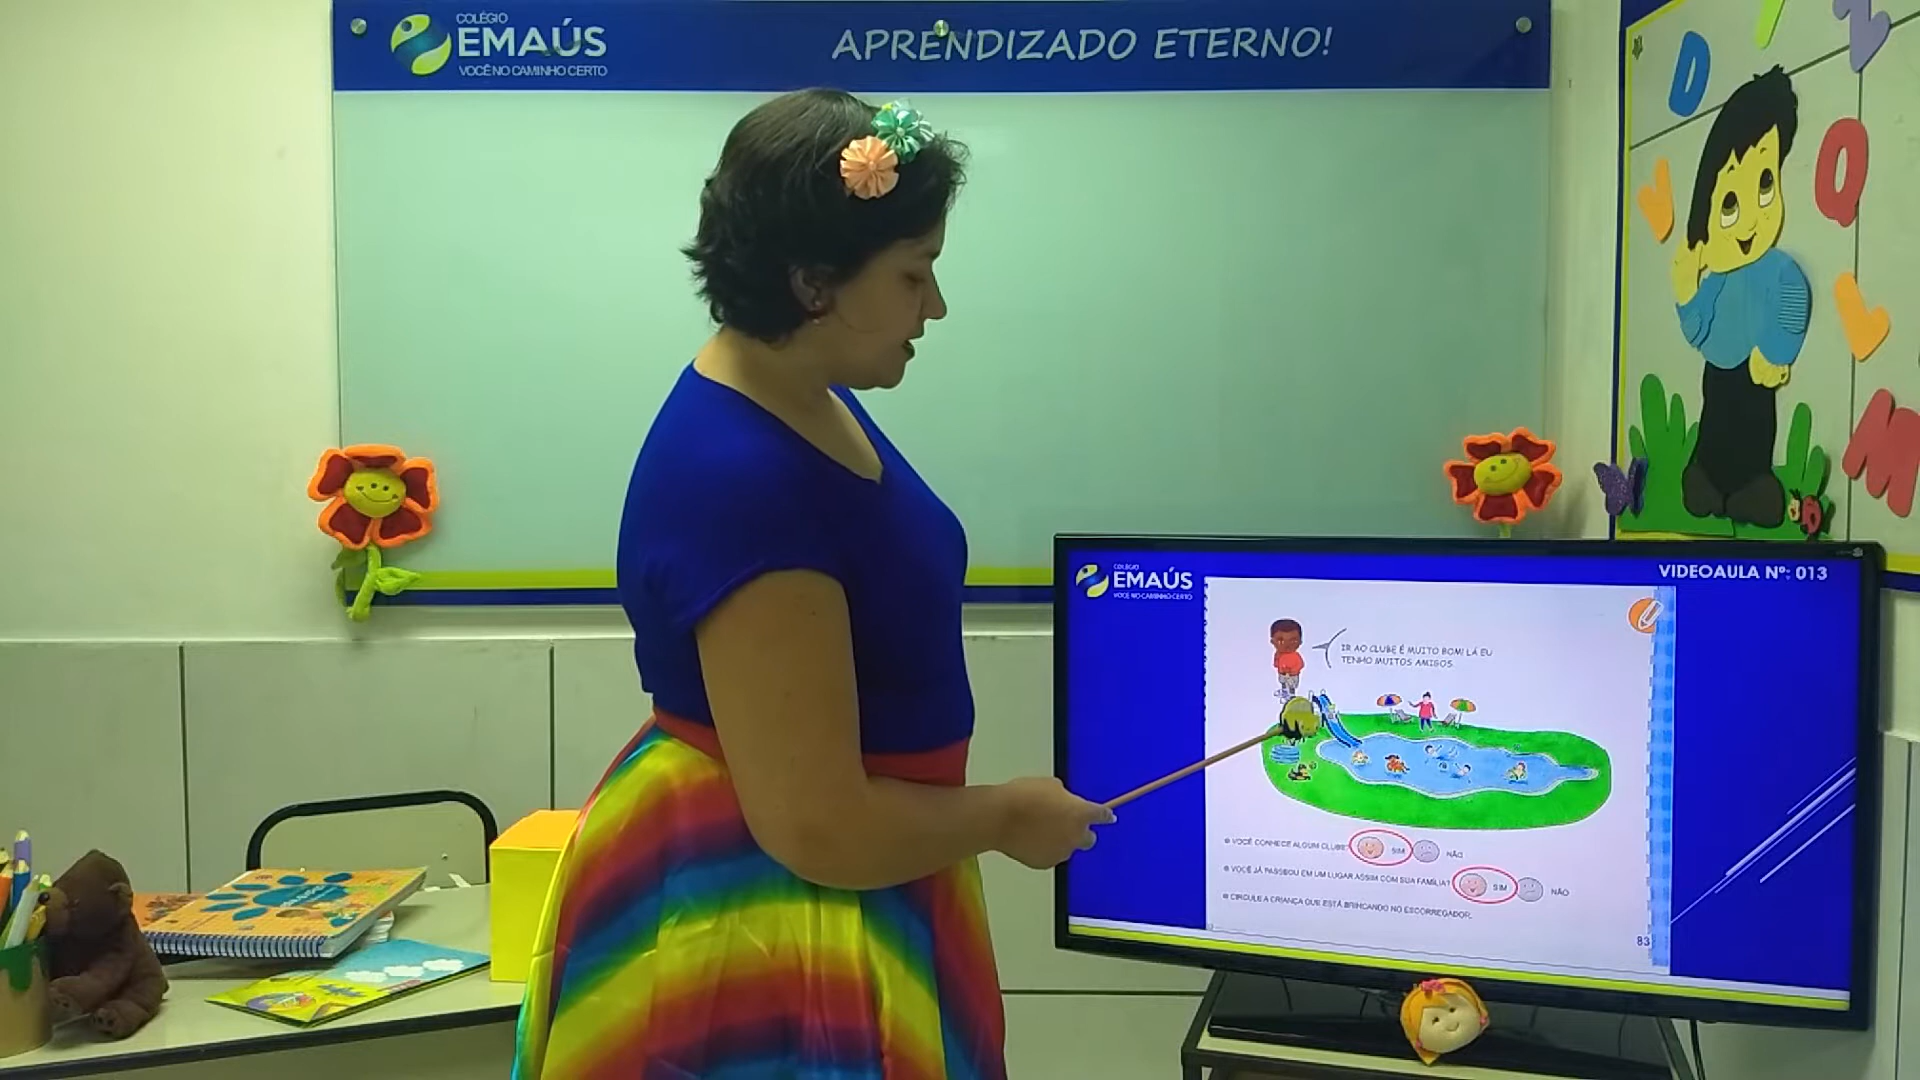 COLÉGIO
EMAÚS
VOCÊ NO CAMINHO CERTO
APRENDIZADO ETERNO!
D
Q
M
COLÉGIO
EMAÚS
VOCÊ NO CAMINHO CERTO
VIDEOAULA Nº: 013
IR AO CLUBE É MUITO BOM! LÁ EU
TENHO MUITOS AMIGOS.
VOCÊ CONHECE ALGUM CLUBE? SIM NÃO
VOCÊ JÁ PASSEOU EM UM LUGAR ASSIM COM SUA FAMÍLIA? SIM NÃO
CIRCULE A CRIANÇA QUE ESTÁ BRINCANDO NO ESCORREGADOR.
83